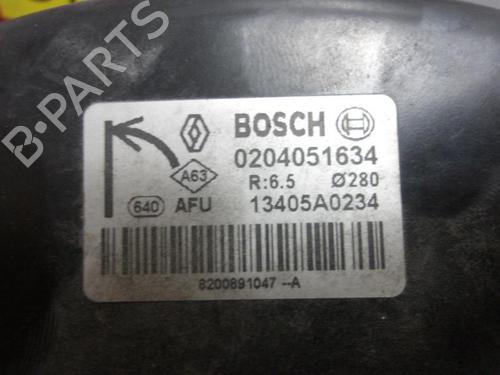 B-PARTS
BOSCH
A63
0204051634
R:6.5 Ø280
640 AFU 13405A0234
8200891047 --A